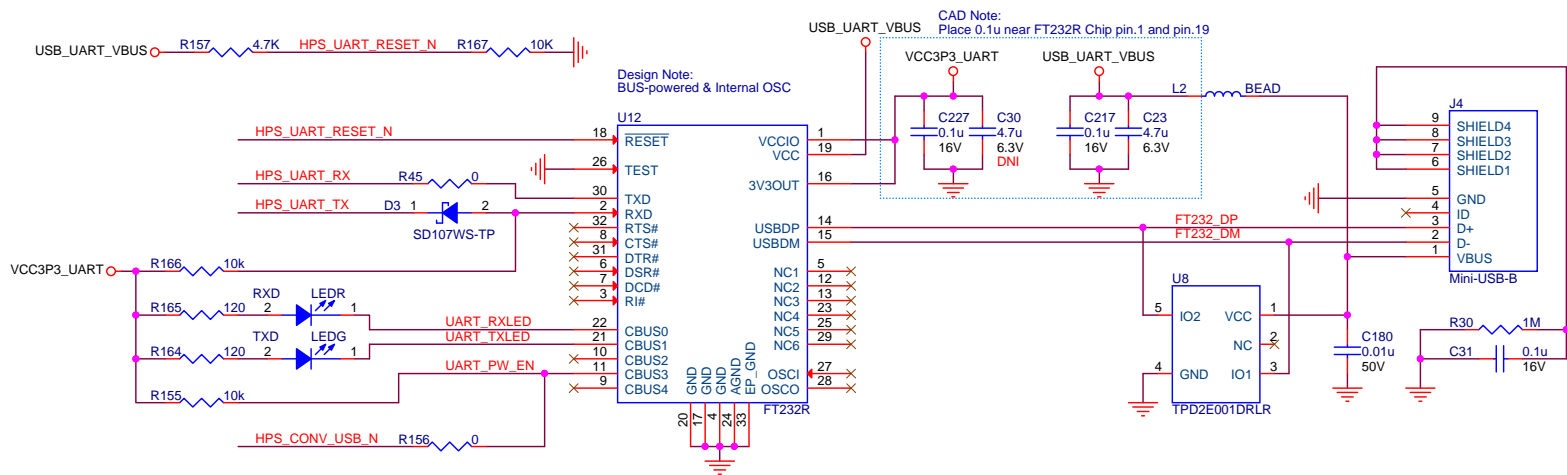 CAD Note:
Place 0.1u near FT232R Chip pin.1 and pin.19
USB_UART_VBUS
R157
4.7K
HPS_UART_RESET_N
R167
10K
USB_UART_VBUS
VCC3P3_UART
USB_UART_VBUS
Design Note:
BUS-powered & Internal OSC
L2
BEAD
C227
0.1u
16V
C30
4.7u
6.3V
DNI
C217
0.1u
16V
C23
4.7u
6.3V
U12
HPS_UART_RESET_N
18
RESET
26
TEST
HPS_UART_RX
R45
0
30
TXD
HPS_UART_TX
D3
1
2
SD107WS-TP
2
RXD
32
RTS#
8
CTS#
31
DTR#
6
DSR#
7
DCD#
3
RI#
22
CBUS0
21
CBUS1
10
CBUS2
11
CBUS3
9
CBUS4
VCCIO
1
VCC
19
3V3OUT
16
USBDP
14
USBDM
15
NC1
5
NC2
12
NC3
13
NC4
23
NC5
25
NC6
29
OSCI
27
OSCO
28
GND
GND
GND
AGND
EP_GND
20
17
4
24
33
FT232R
VCC3P3_UART
R166
10k
R165
120
RXD
2
LEDR
1
UART_RXLED
R164
120
TXD
2
LEDG
1
UART_TXLED
R155
10k
UART_PW_EN
HPS_CONV_USB_N
R156
0
FT232_DP
FT232_DM
U8
5
IO2
VCC
1
NC
2
4
GND
IO1
3
TPD2E001DRLR
C180
0.01u
50V
J4
9
SHIELD4
8
SHIELD3
7
SHIELD2
6
SHIELD1
5
GND
4
ID
3
D+
2
D-
1
VBUS
Mini-USB-B
R30
1M
C31
0.1u
16V